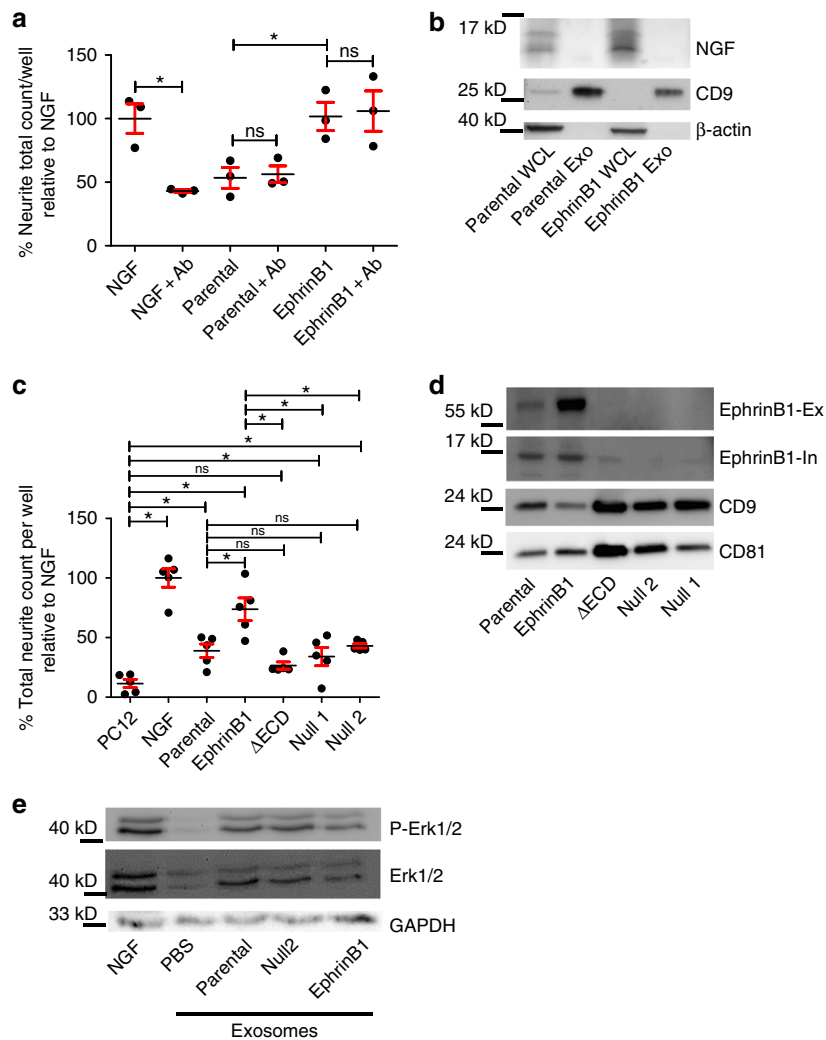 a
% Neurite total count/well
relative to NGF
150
100
50
0
*
*
ns
ns
NGF
NGF + Ab
Parental
Parental + Ab
EphrinB1
EphrinB1 + Ab
b
17 kD
NGF
25 kD
CD9
40 kD
β-actin
Parental WCL
Parental Exo
EphrinB1 WCL
EphrinB1 Exo
c
% Total neurite count per well
relative to NGF
150
100
50
0
*
*
*
*
*
ns
*
*
*
ns
ns
ns
*
PC12
NGF
Parental
EphrinB1
ΔECD
Null 1
Null 2
d
55 kD
EphrinB1-Ex
17 kD
EphrinB1-In
24 kD
CD9
24 kD
CD81
Parental
EphrinB1
ΔECD
Null 2
Null 1
e
40 kD
P-Erk1/2
40 kD
Erk1/2
33 kD
GAPDH
NGF
PBS
Parental
Null2
EphrinB1
Exosomes